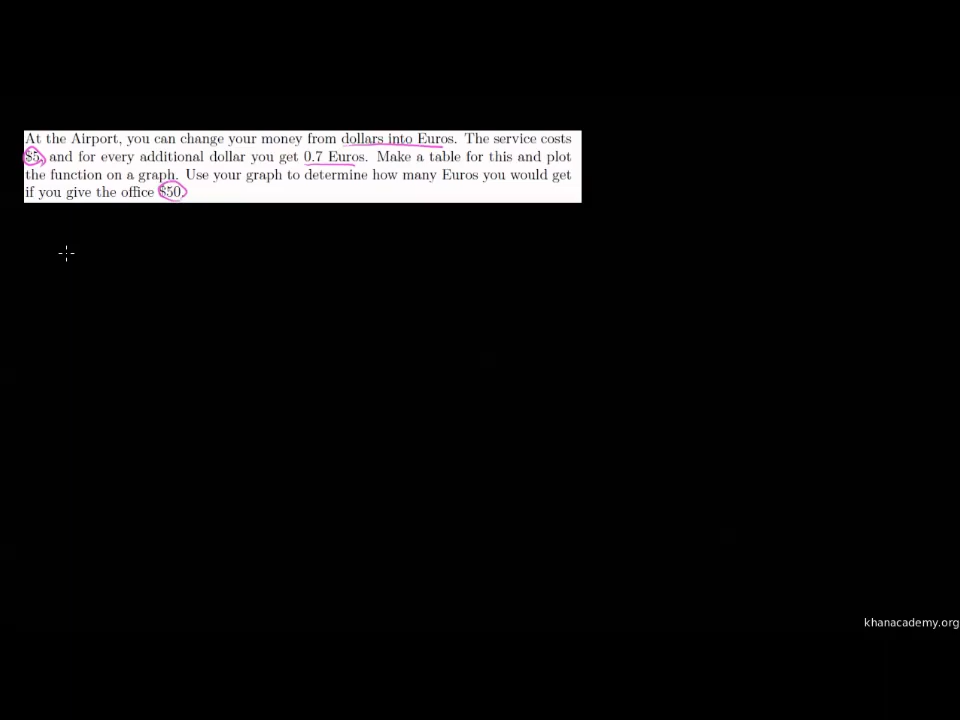 At the Airport, you can change your money from dollars into Euros. The service costs
$5, and for every additional dollar you get 0.7 Euros. Make a table for this and plot
the function on a graph. Use your graph to determine how many Euros you would get
if you give the office $50.
khanacademy.org